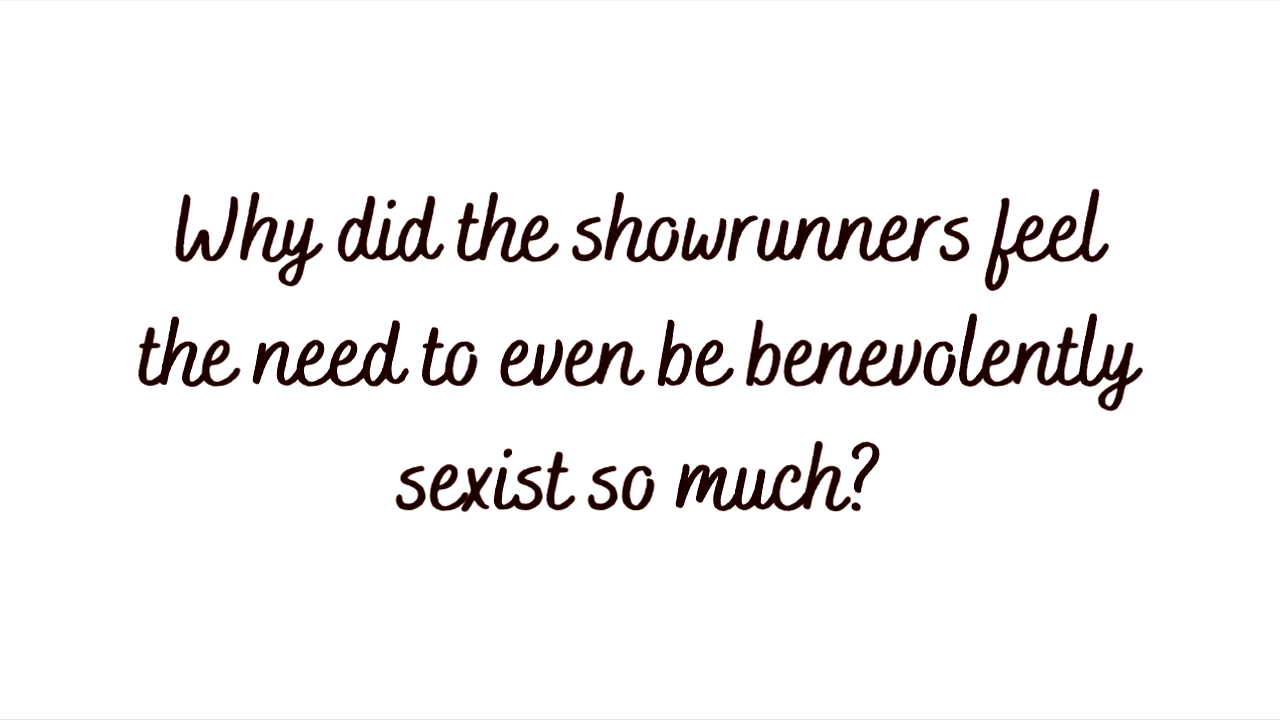 Why did the showrunners feel
the need to even be benevolently
sexist so much?